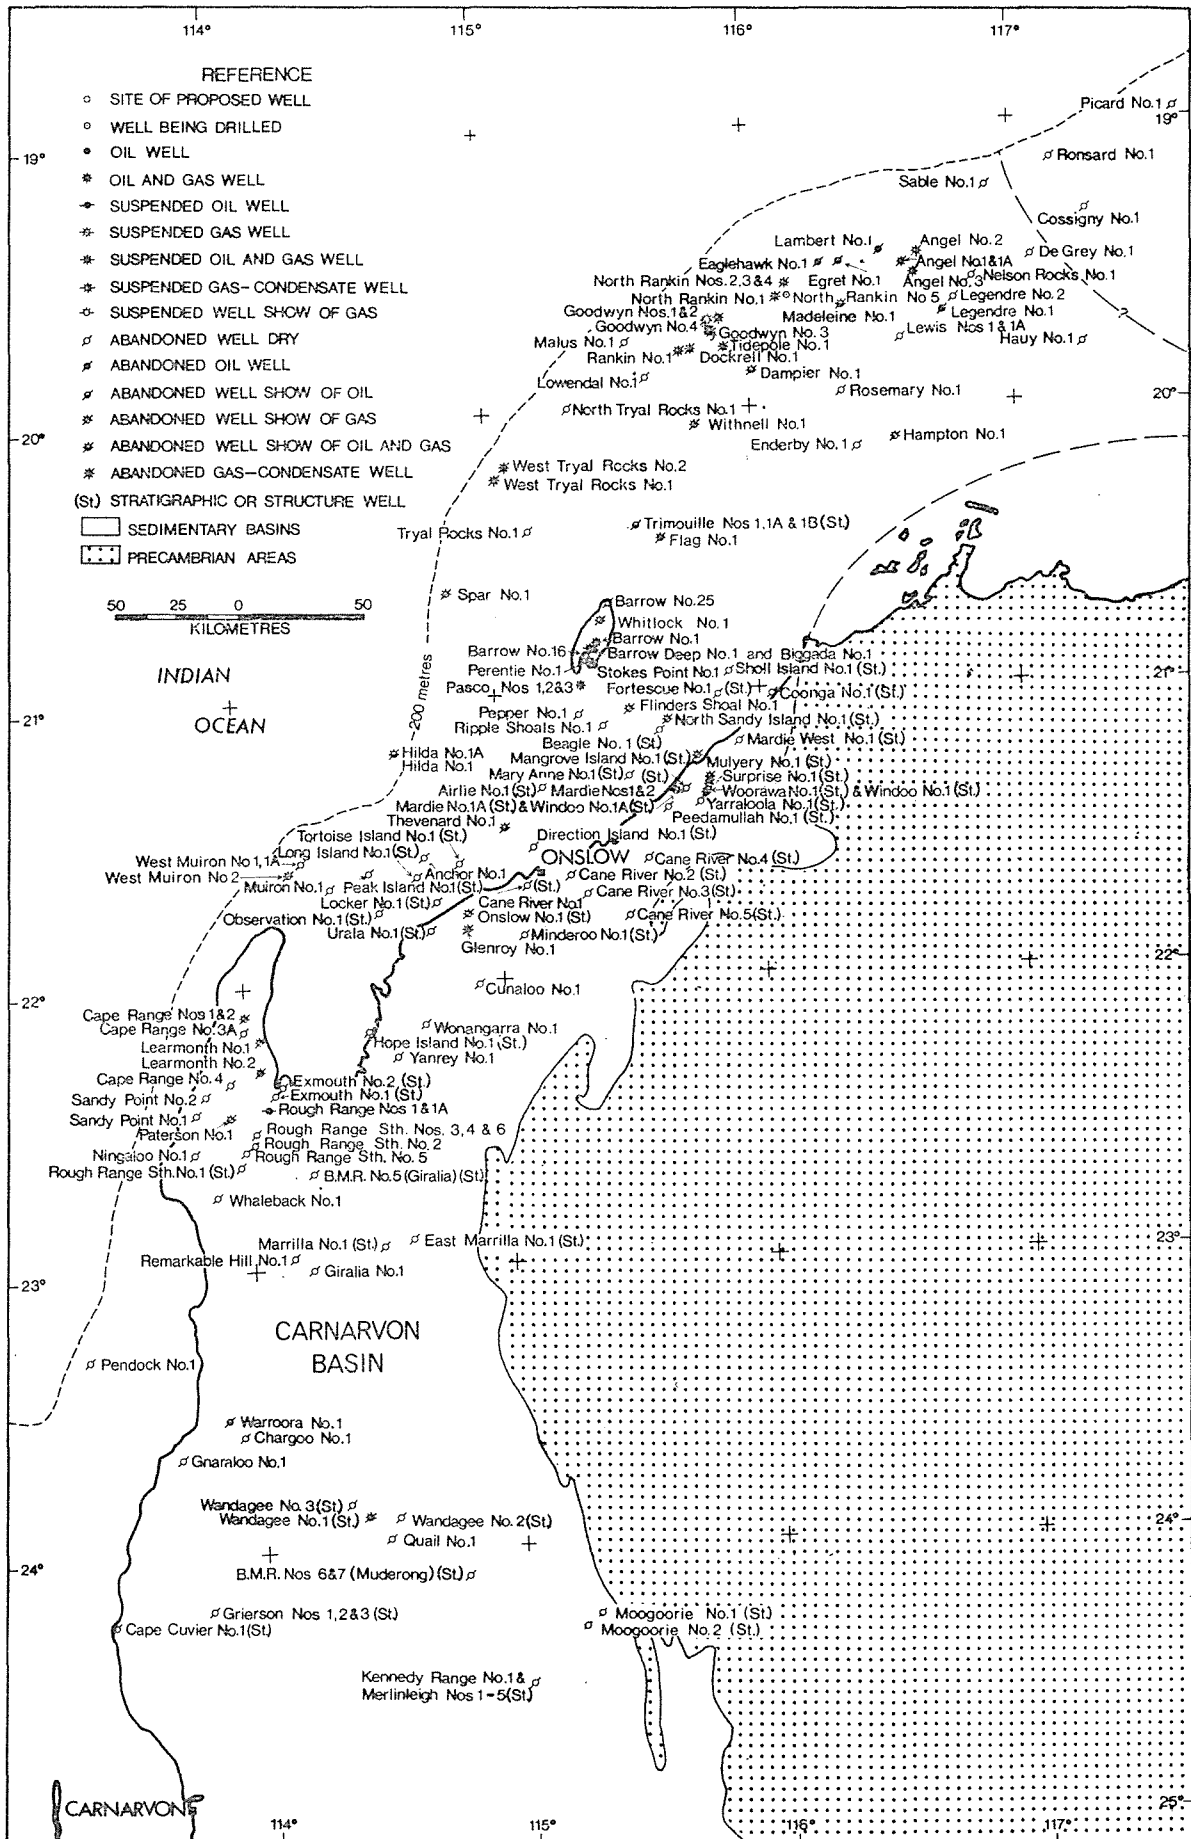 114°
115°
116°
117°
REFERENCE
SITE OF PROPOSED WELL
WELL BEING DRILLED
OIL WELL
OIL AND GAS WELL
SUSPENDED OIL WELL
SUSPENDED GAS WELL
SUSPENDED OIL AND GAS WELL
SUSPENDED GAS-CONDENSATE WELL
SUSPENDED WELL SHOW OF GAS
ABANDONED WELL DRY
ABANDONED OIL WELL
ABANDONED WELL SHOW OF OIL
ABANDONED WELL SHOW OF GAS
ABANDONED WELL SHOW OF OIL AND GAS
ABANDONED GAS-CONDENSATE WELL
(St.) STRATIGRAPHIC OR STRUCTURE WELL
SEDIMENTARY BASINS
PRECAMBRIAN AREAS
50 25 0 50
KILOMETRES
Picard No.1
19°
19°
Ronsard No.1
Sable No.1
Cossigny No.1
Lambert No.1
Angel No.2
De Grey No.1
Eaglehawk No.1
Angel No.1&1A
Egret No.1
Angel No.3
Nelson Rocks No.1
North Rankin Nos. 2,3&4
North Rankin No.1
North Rankin No 5
Legendre No.2
Goodwyn Nos.1&2
Madeleine No.1
Legendre No.1
Goodwyn No.4
Goodwyn No. 3
Lewis Nos 1&1A
Hauy No.1
?
Malus No.1
Tidepole No.1
Rankin No.1
Dockrell No.1
Dampier No.1
Lowendal No.1
Rosemary No.1
20°
North Tryal Rocks No.1
Withnell No.1
20°
Enderby No.1
Hampton No.1
West Tryal Rocks No.2
West Tryal Rocks No.1
Tryal Rocks No.1
Trimouille Nos 1,1A & 1B (St.)
Flag No.1
Spar No.1
Barrow No.25
Whitlock No.1
Barrow No.1
Barrow No.16
Barrow Deep No.1 and Biggada No.1
INDIAN
OCEAN
200 metres
Perentie No.1
Stokes Point No.1
Sholl Island No.1 (St.)
21°
Pasco Nos 1,2&3
Fortescue No.1 (St.)
Coonga No.1 (St.)
21°
Flinders Shoal No.1
Pepper No.1
North Sandy Island No.1 (St.)
Ripple Shoals No.1
Beagle No.1 (St.)
Mardie West No.1 (St.)
Hilda No.1A
Hilda No.1
Mangrove Island No.1 (St.)
Mulyery No.1 (St.)
Mary Anne No.1 (St.)
(St.)
Surprise No.1 (St.)
Airlie No.1 (St.)
Mardie Nos 1&2
Woorawa No.1 (St.) & Windoo No.1 (St.)
Mardie No.1A (St.) & Windoo No.1A (St.)
Yarraloola No.1 (St.)
Peedamullah No.1 (St.)
Thevenard No.1
Tortoise Island No.1 (St.)
Direction Island No.1 (St.)
Long Island No.1 (St.)
ONSLOW
Cane River No.4 (St.)
West Muiron No 1,1A
West Muiron No 2
Anchor No.1
Cane River No.2 (St.)
Muiron No.1
Peak Island No.1 (St.)
(St.)
Cane River No.3 (St.)
Locker No.1 (St.)
Cane River No.1
Observation No.1 (St.)
Onslow No.1 (St.)
Cane River No.5 (St.)
Urala No.1 (St.)
Minderoo No.1 (St.)
Glenroy No.1
22°
Cunaloo No.1
22°
Cape Range Nos 1&2
Cape Range No.3A
Wonangarra No.1
Hope Island No.1 (St.)
Learmonth No.1
Yanrey No.1
Learmonth No.2
Cape Range No. 4
Exmouth No.2 (St.)
Sandy Point No.2
Exmouth No.1 (St.)
Rough Range Nos 1&1A
Sandy Point No.1
Paterson No.1
Rough Range Sth. Nos. 3,4 & 6
Rough Range Sth. No. 2
Ningaloo No.1
Rough Range Sth. No. 5
Rough Range Sth. No.1 (St.)
B.M.R. No.5 (Giralia) (St.)
Whaleback No.1
Marrilla No.1 (St.)
East Marrilla No.1 (St.)
23°
Remarkable Hill No.1
Giralia No.1
23°
CARNARVON
BASIN
Pendock No.1
Warroora No.1
Chargoo No.1
Gnaraloo No.1
Wandagee No. 3 (St.)
Wandagee No.1 (St.)
Wandagee No.2 (St.)
24°
Quail No.1
24°
B.M.R. Nos 6&7 (Muderong) (St.)
Grierson Nos 1,2&3 (St.)
Moogoorie No.1 (St.)
Cape Cuvier No.1 (St.)
Moogoorie No.2 (St.)
Kennedy Range No.1 &
Merlinleigh Nos 1-5 (St.)
CARNARVON
25°
114°
115°
116°
117°